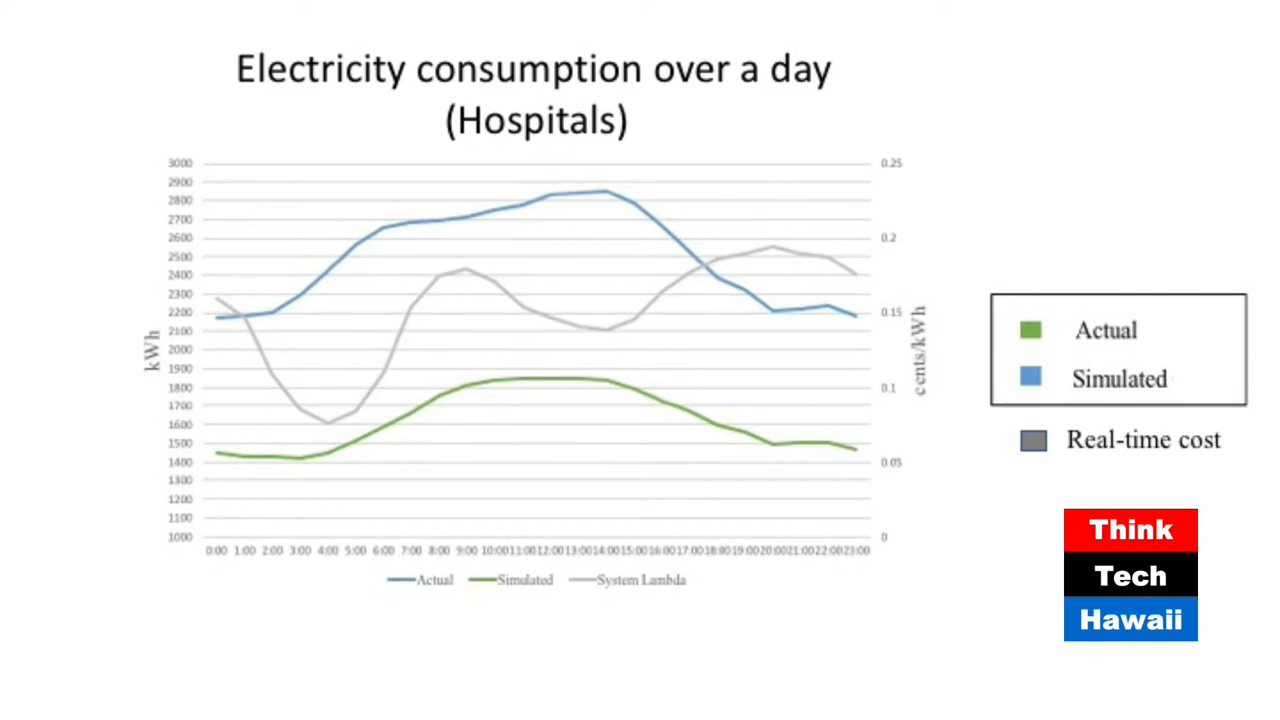 Electricity consumption over a day
(Hospitals)
3000
2900
2800
2700
2600
2500
2400
2300
2200
2100
2000
1900
1800
1700
1600
1500
1400
1300
1200
1100
1000
kWh
0.25
0.2
0.15
0.1
0.05
0
cents/kWh
0:00 1:00 2:00 3:00 4:00 5:00 6:00 7:00 8:00 9:00 10:00 11:00 12:00 13:00 14:00 15:00 16:00 17:00 18:00 19:00 20:00 21:00 22:00 23:00
Actual Simulated System Lambda
Actual
Simulated
Real-time cost
Think
Tech
Hawaii